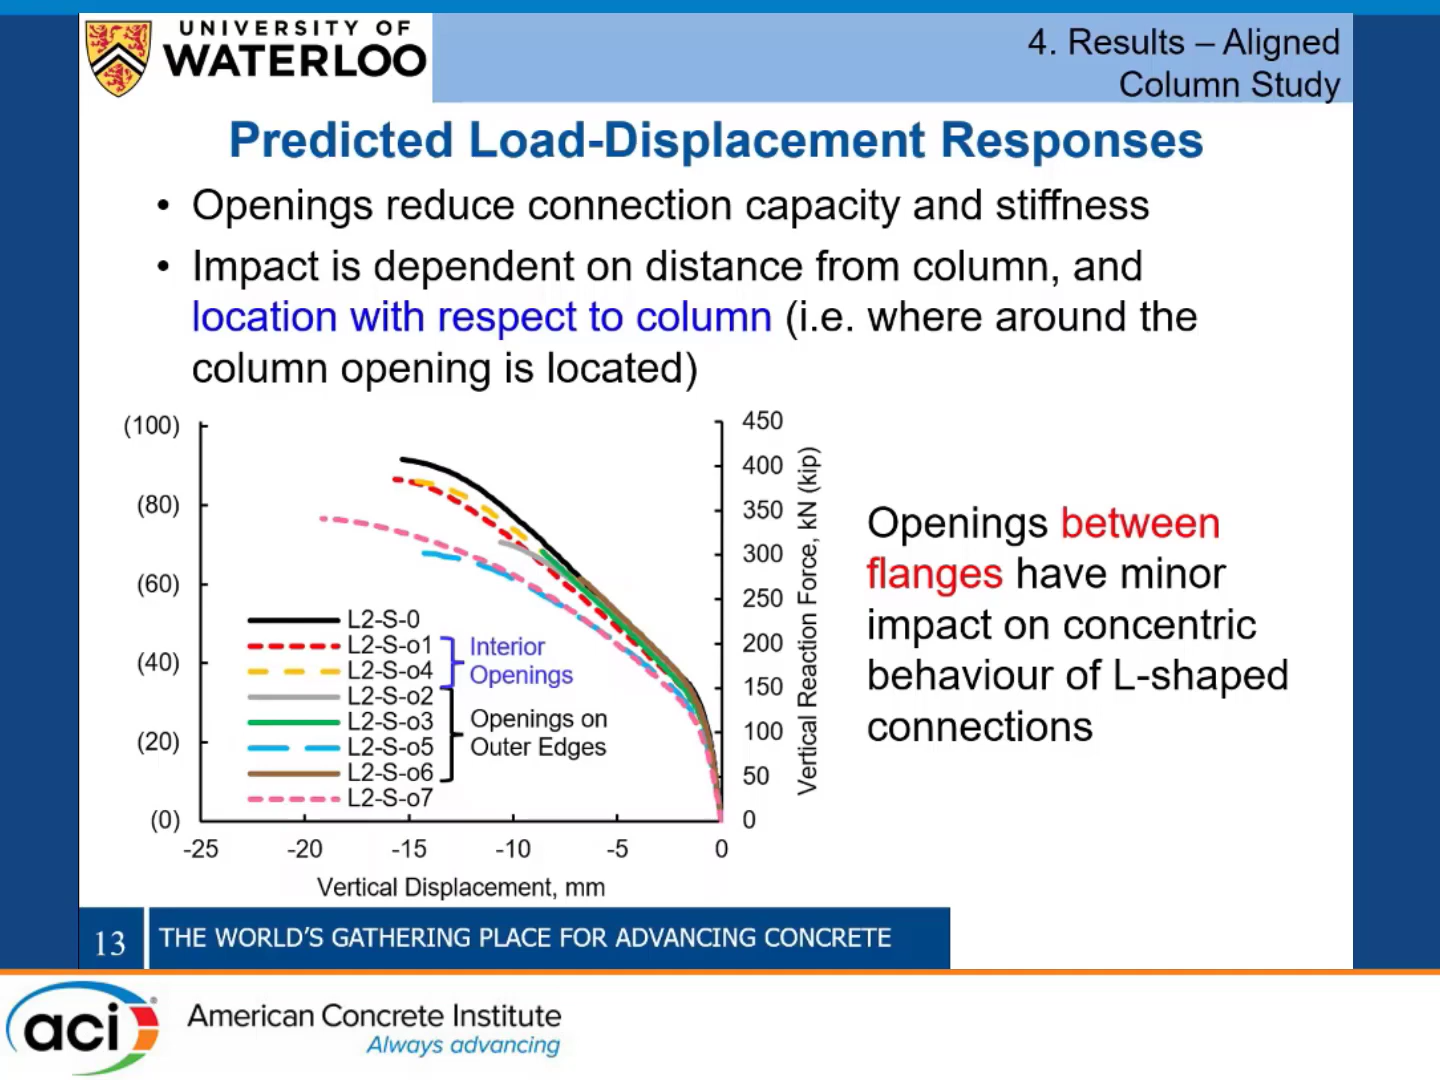 UNIVERSITY OF
WATERLOO
4. Results – Aligned
Column Study
Predicted Load-Displacement Responses
• Openings reduce connection capacity and stiffness
• Impact is dependent on distance from column, and
location with respect to column (i.e. where around the
column opening is located)
(100)
(80)
(60)
(40)
(20)
(0)
450
400
350
300
250
200
150
100
50
0
Vertical Reaction Force, kN (kip)
L2-S-0
L2-S-o1
L2-S-o4
L2-S-o2
L2-S-o3
L2-S-o5
L2-S-o6
L2-S-o7
Interior
Openings
Openings on
Outer Edges
-25 -20 -15 -10 -5 0
Vertical Displacement, mm
Openings between
flanges have minor
impact on concentric
behaviour of L-shaped
connections
13
THE WORLD'S GATHERING PLACE FOR ADVANCING CONCRETE
aci
American Concrete Institute
Always advancing